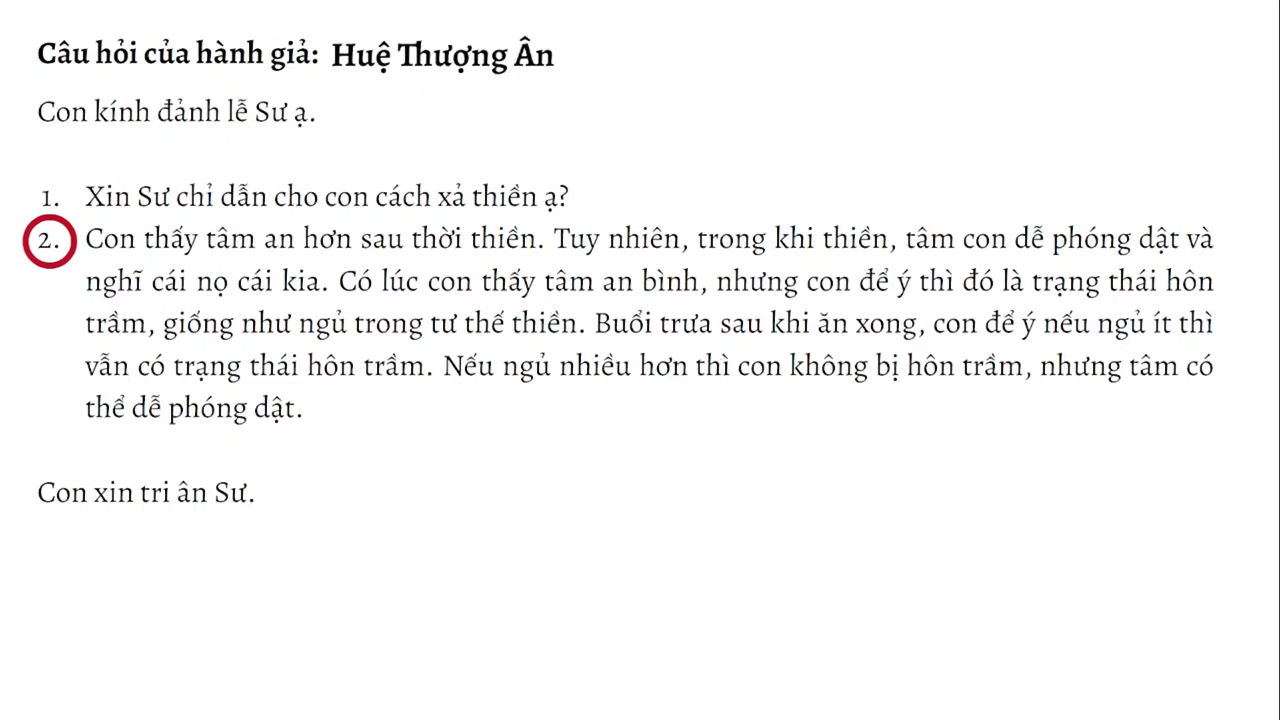 Câu hỏi của hành giả: Huệ Thượng Ân
Con kính đảnh lễ Sư ạ.
1. Xin Sư chỉ dẫn cho con cách xả thiền ạ?
2. Con thấy tâm an hơn sau thời thiền. Tuy nhiên, trong khi thiền, tâm con dễ phóng dật và
nghĩ cái nọ cái kia. Có lúc con thấy tâm an bình, nhưng con để ý thì đó là trạng thái hôn
trầm, giống như ngủ trong tư thế thiền. Buổi trưa sau khi ăn xong, con để ý nếu ngủ ít thì
vẫn có trạng thái hôn trầm. Nếu ngủ nhiều hơn thì con không bị hôn trầm, nhưng tâm có
thể dễ phóng dật.
Con xin tri ân Sư.